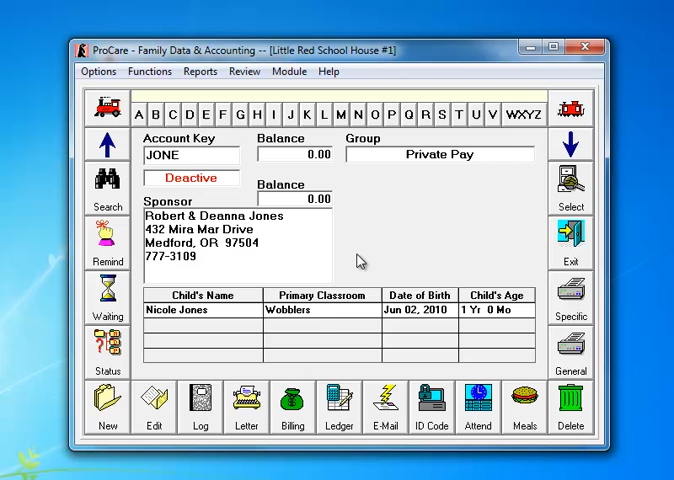 ProCare - Family Data & Accounting -- [Little Red School House #1]
Options Functions Reports Review Module Help
A B C D E F G H I J K L M N O P Q R S T U V WXYZ
Account Key Balance Group
JONE 0.00 Private Pay
Deactive
Balance
0.00
Sponsor
Robert & Deanna Jones
432 Mira Mar Drive
Medford, OR 97504
777-3109
Search
Remind
Waiting
Status
Select
Exit
Specific
General
Child's Name Primary Classroom Date of Birth Child's Age
Nicole Jones Wobblers Jun 02, 2010 1 Yr 0 Mo
New Edit Log Letter Billing Ledger E-Mail ID Code Attend Meals Delete